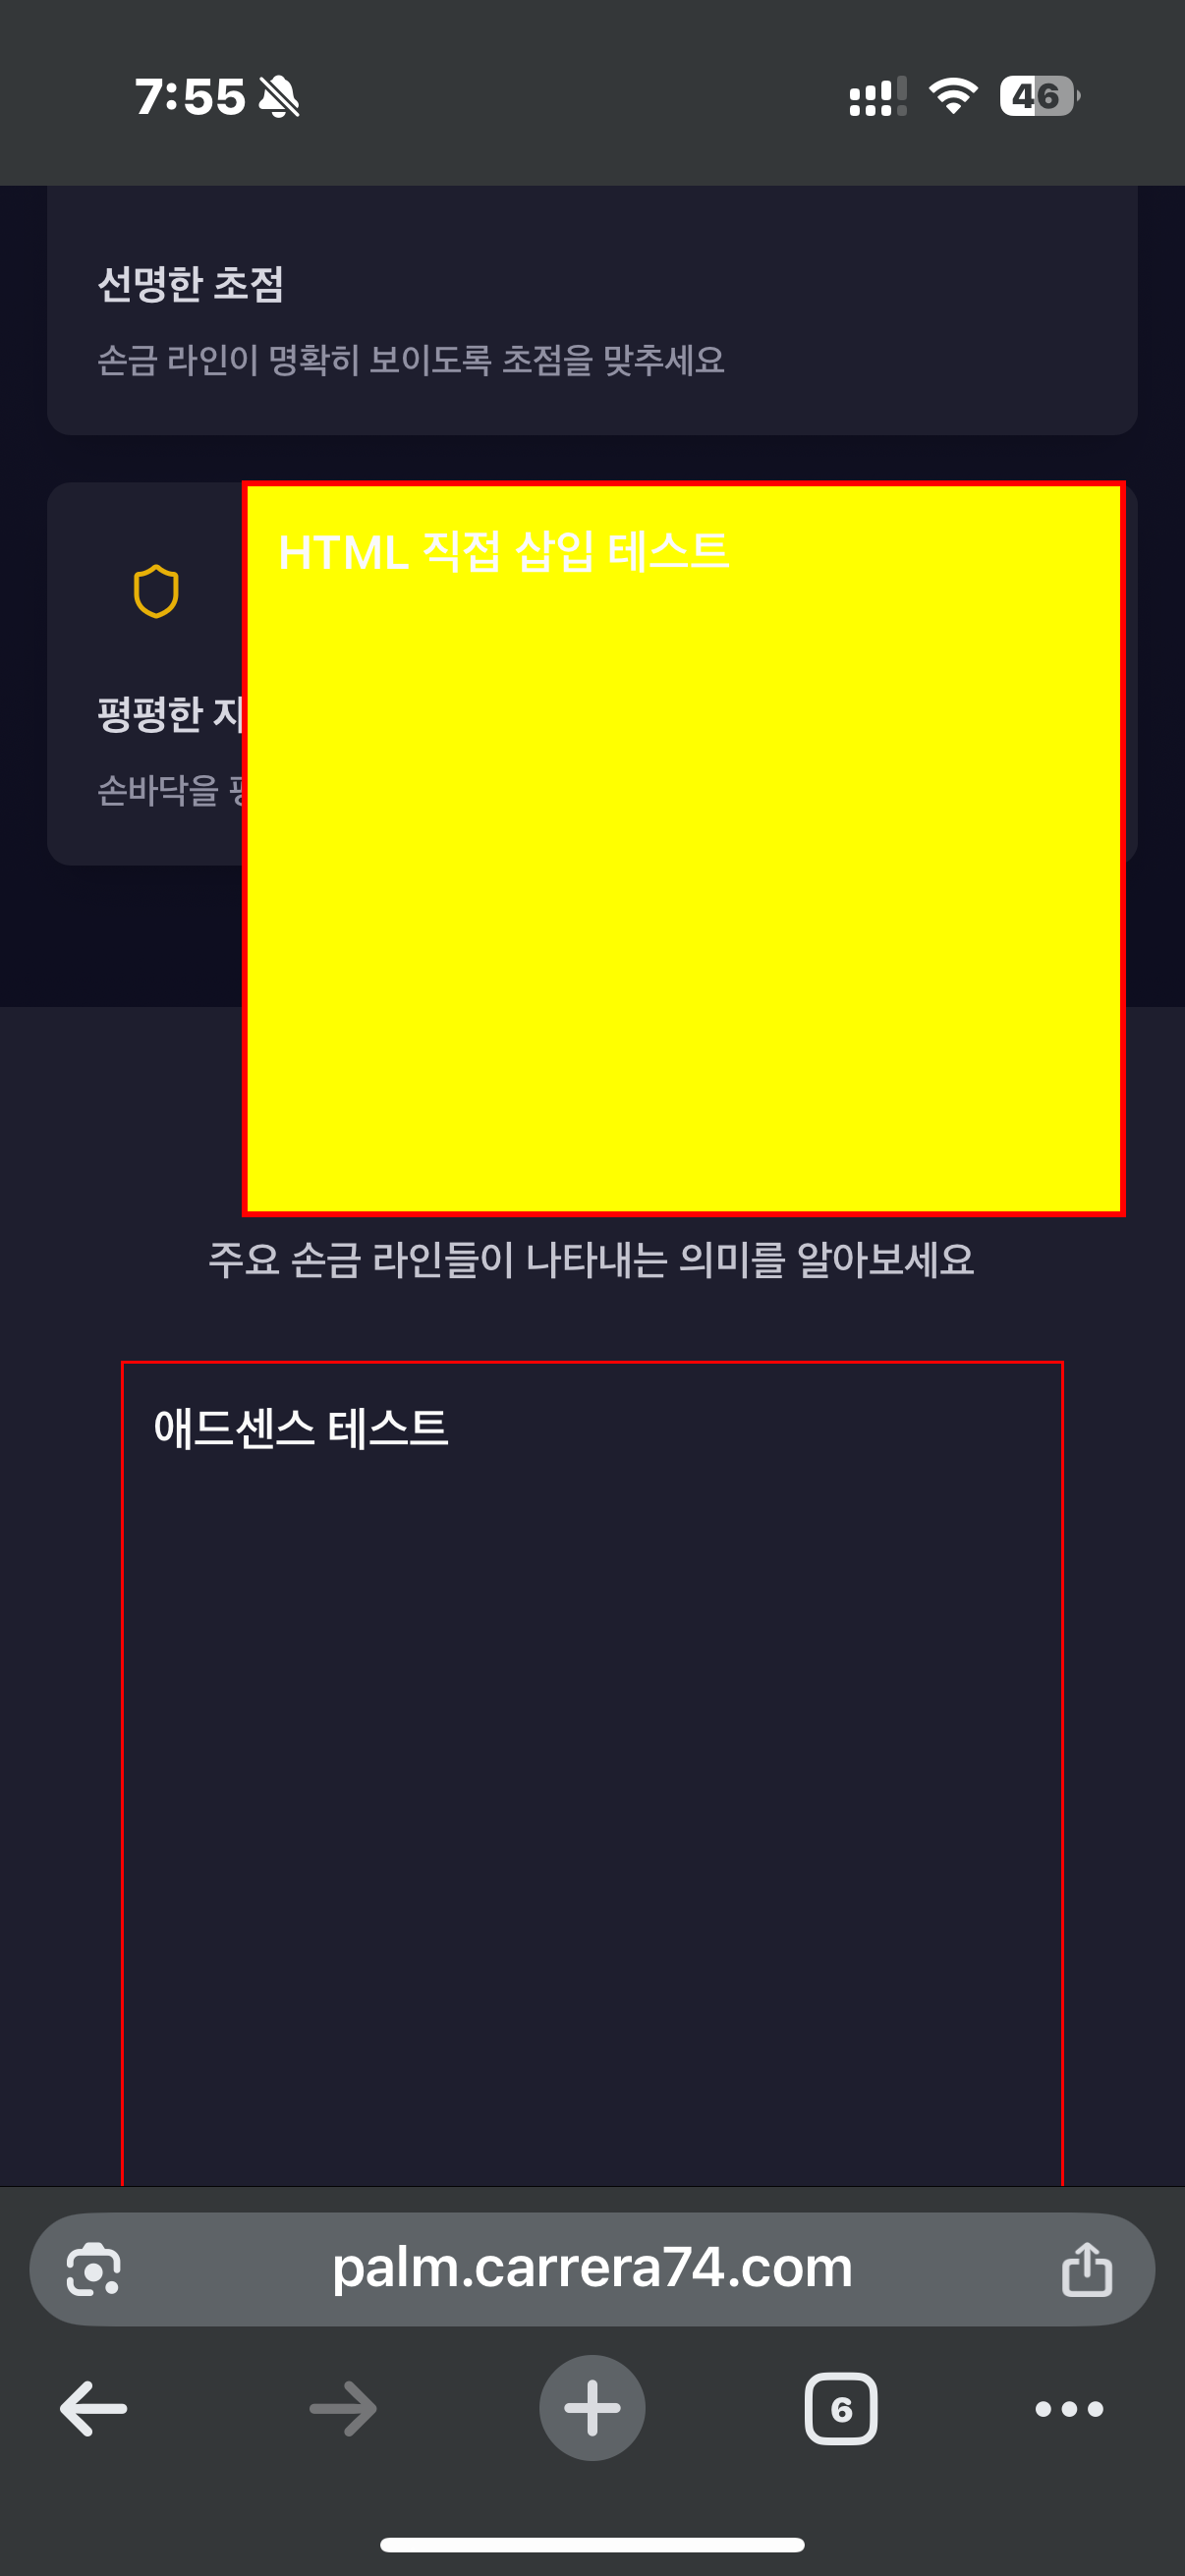 7:55
46
선명한 초점
손금 라인이 명확히 보이도록 초점을 맞추세요
HTML 직접 삽입 테스트
평평한
손바닥을
주요 손금 라인들이 나타내는 의미를 알아보세요
애드센스 테스트
palm.carrera74.com
6